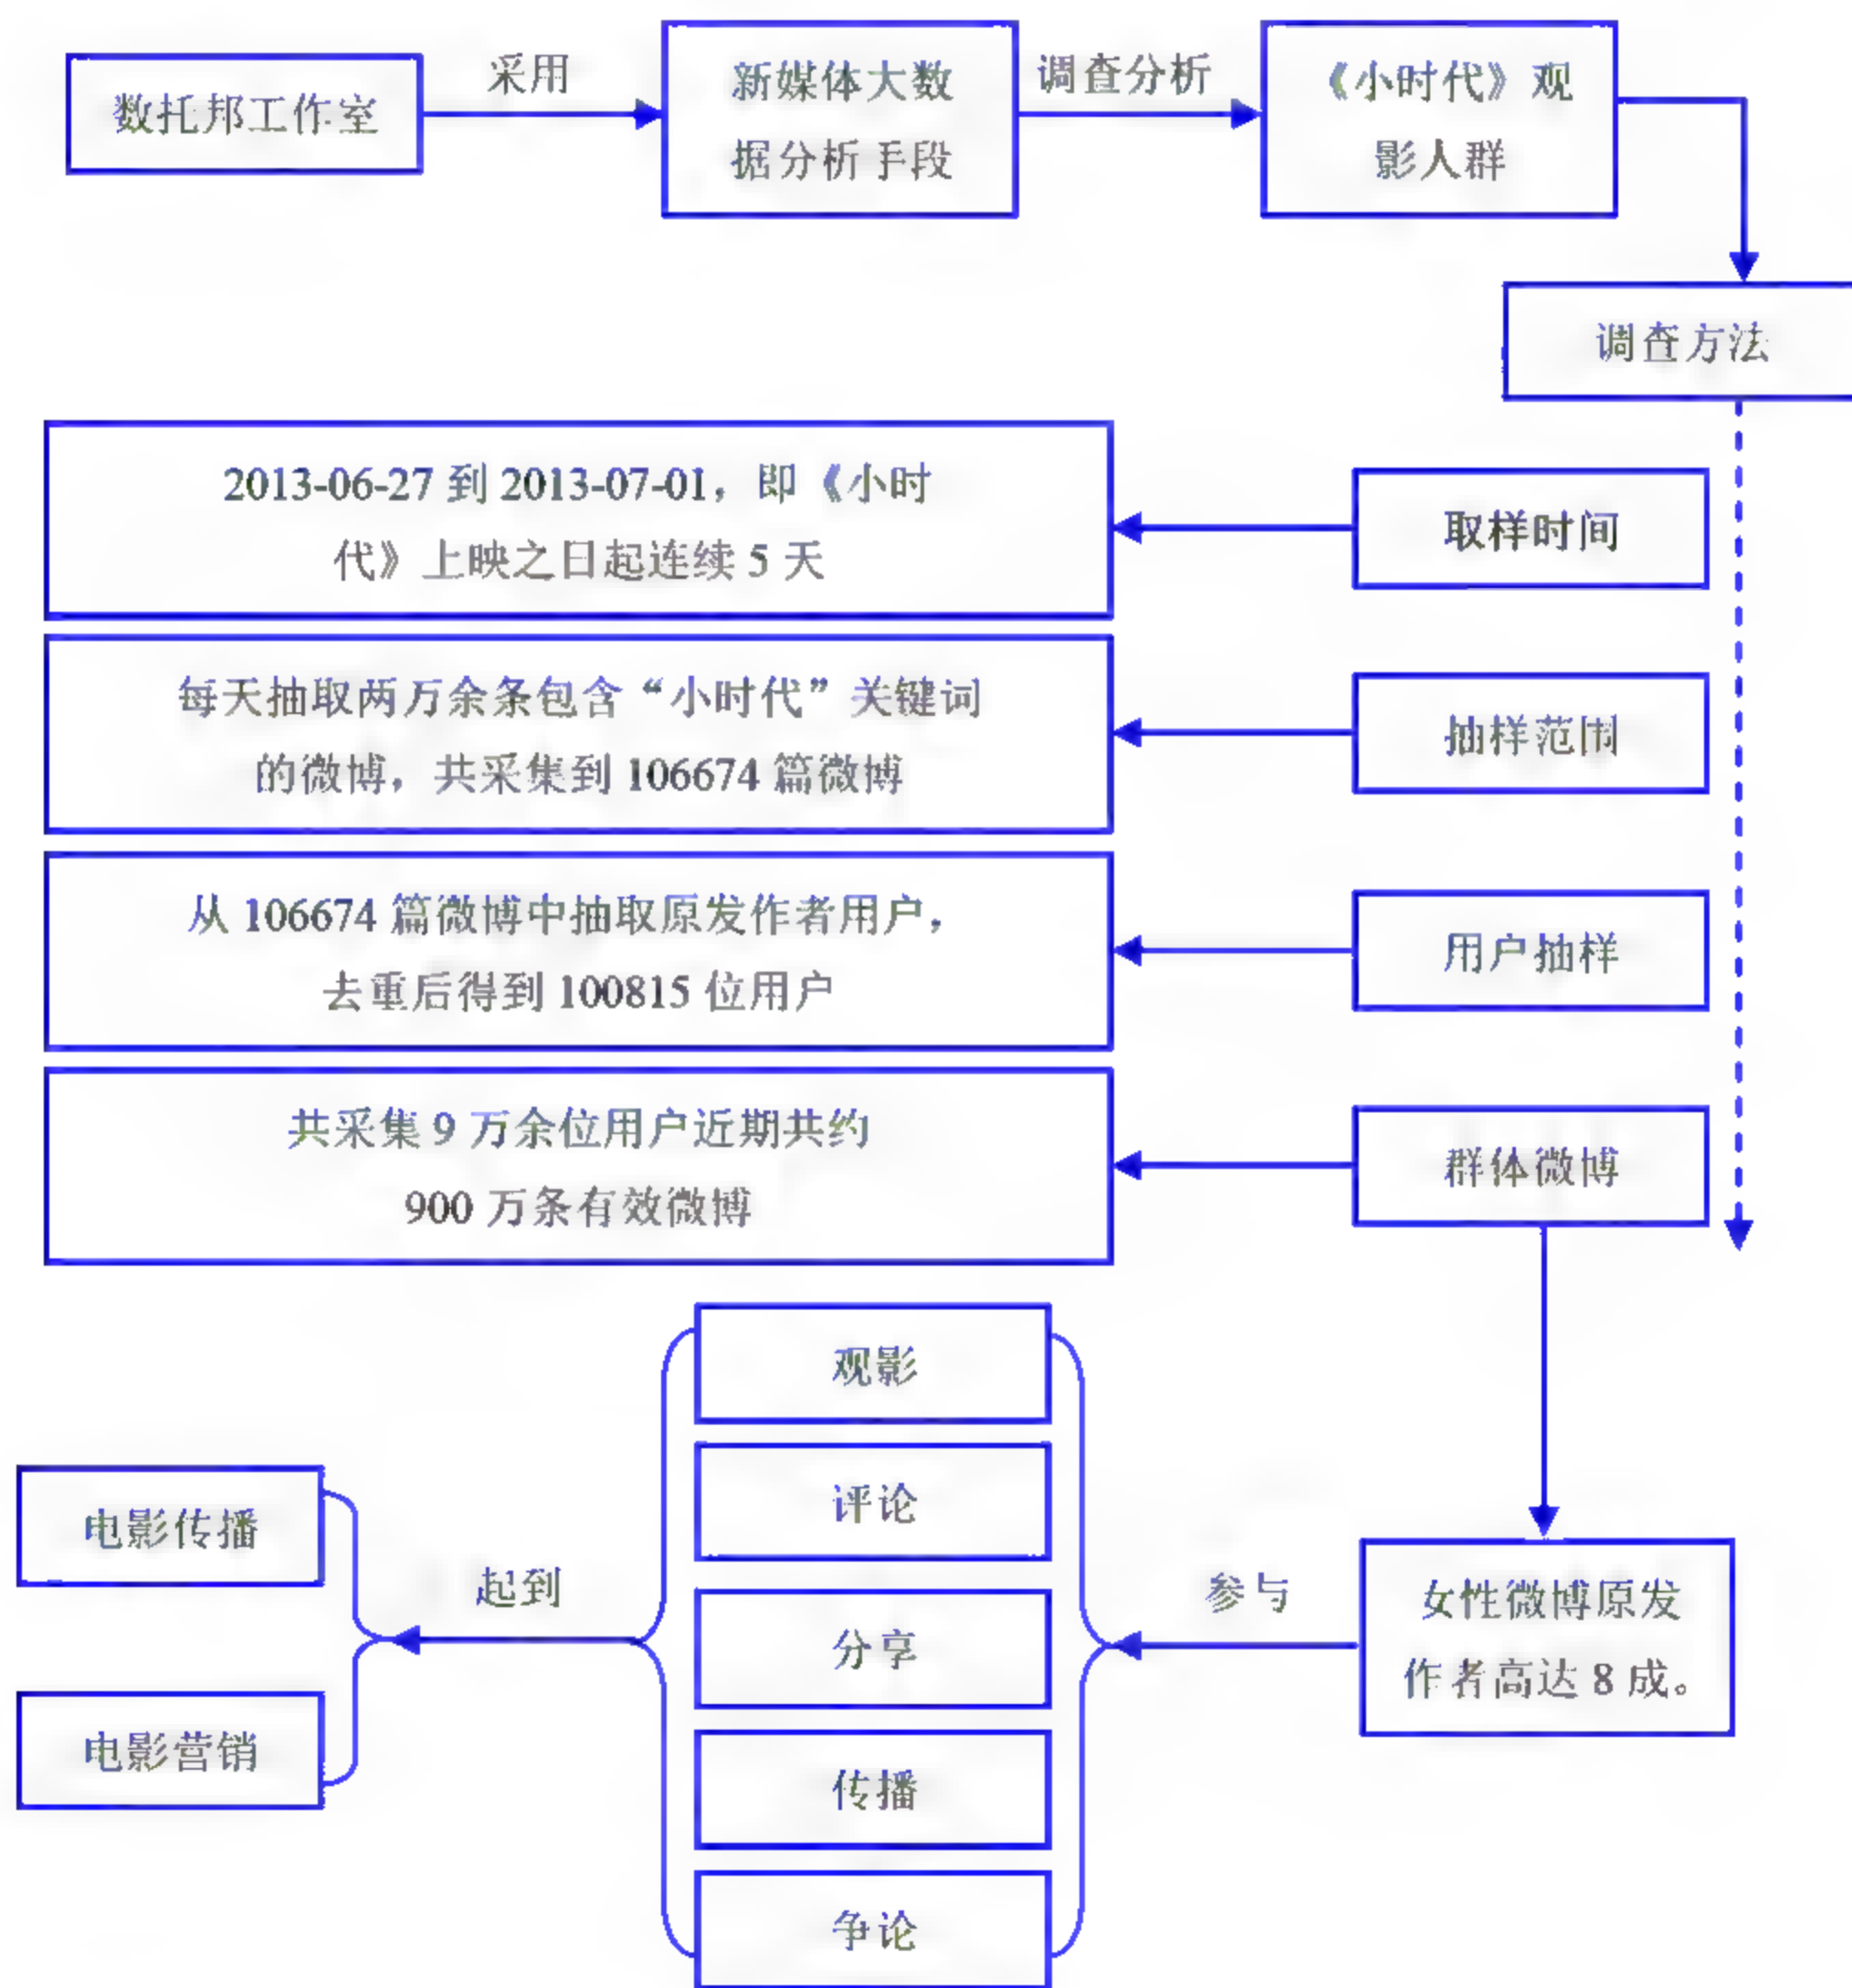 数托邦工作室
采用
新媒体大数
据分析手段
调查分析
《小时代》观
影人群
调查方法
取样时间
2013-06-27 到 2013-07-01，即《小时
代》上映之日起连续 5 天
抽样范围
每天抽取两万余条包含“小时代”关键词
的微博，共采集到 106674 篇微博
用户抽样
从 106674 篇微博中抽取原发作者用户，
去重后得到 100815 位用户
群体微博
共采集 9 万余位用户近期共约
900 万条有效微博
女性微博原发
作者高达 8 成。
参与
观影
评论
分享
传播
争论
起到
电影传播
电影营销